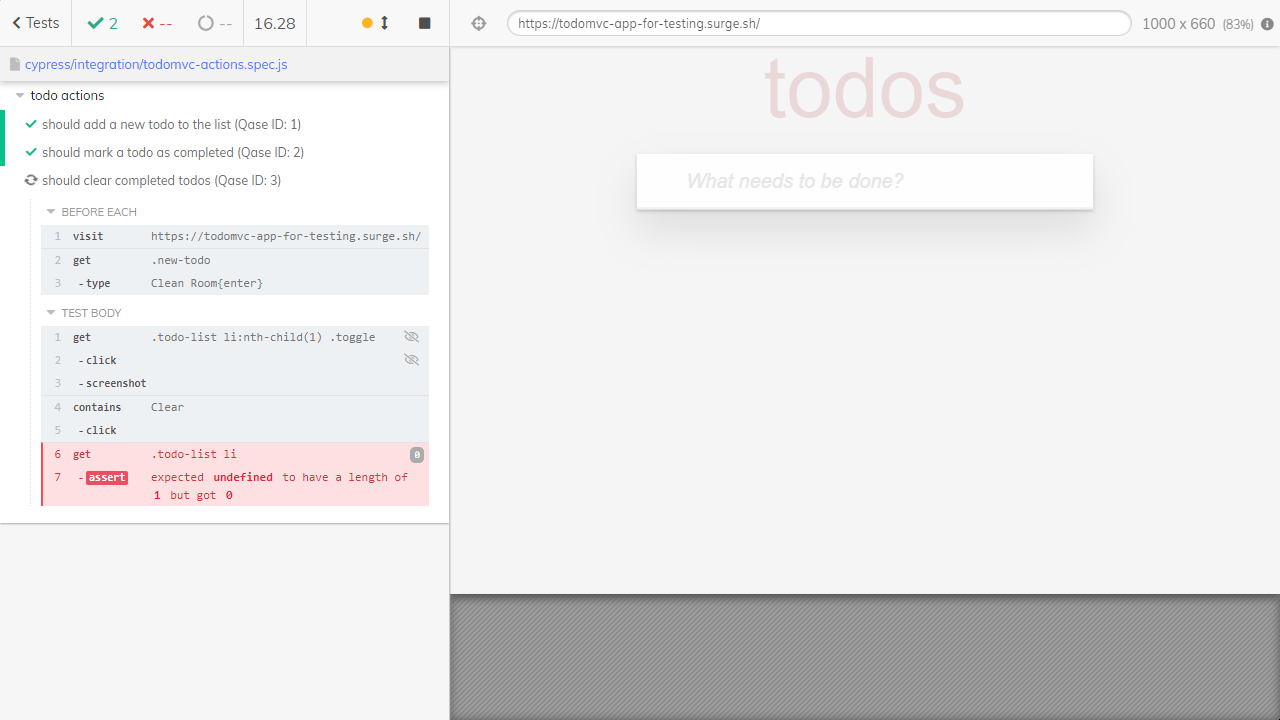 Tests 2 -- -- 16.28
https://todomvc-app-for-testing.surge.sh/ 1000 x 660 (83%)
cypress/integration/todomvc-actions.spec.js
todo actions
should add a new todo to the list (Qase ID: 1)
should mark a todo as completed (Qase ID: 2)
should clear completed todos (Qase ID: 3)
BEFORE EACH
1 visit https://todomvc-app-for-testing.surge.sh/
2 get .new-todo
3 -type Clean Room{enter}
TEST BODY
1 get .todo-list li:nth-child(1) .toggle
2 -click
3 -screenshot
4 contains Clear
5 -click
6 get .todo-list li 0
7 -assert expected undefined to have a length of
1 but got 0
todos
What needs to be done?